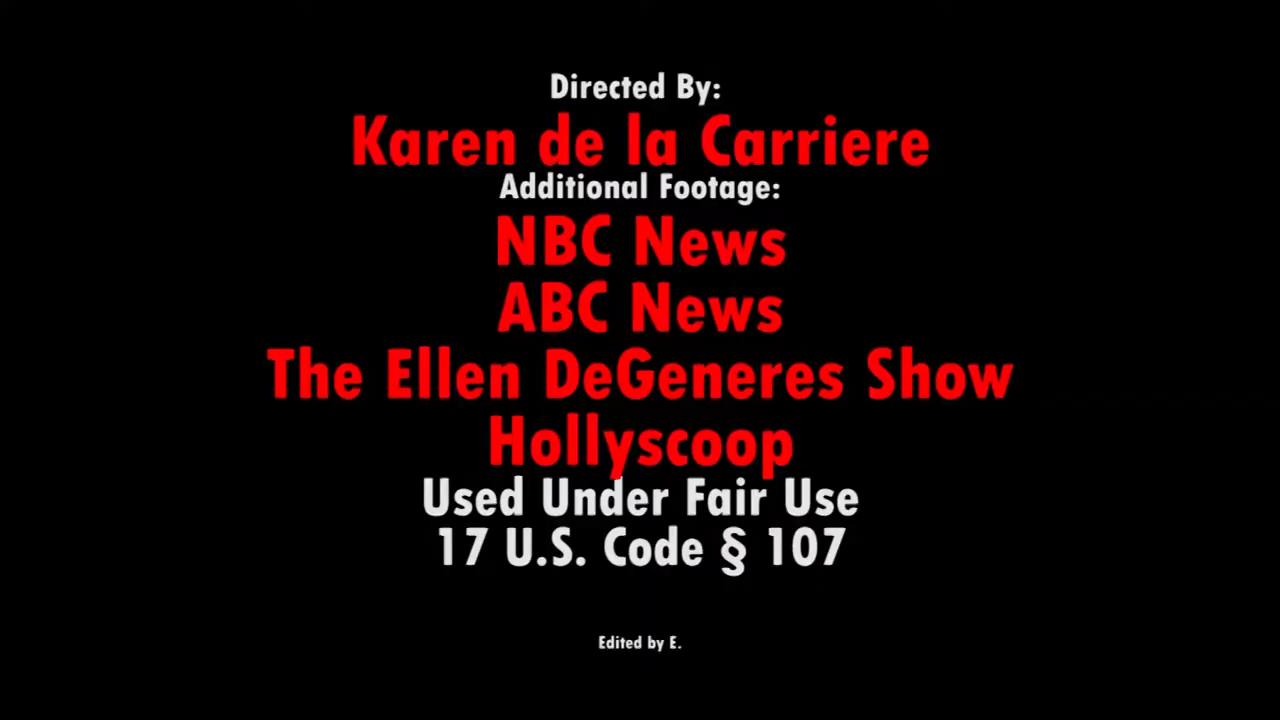 Directed By:
Karen de la Carriere
Additional Footage:
NBC News
ABC News
The Ellen DeGeneres Show
Hollyscoop
Used Under Fair Use
17 U.S. Code § 107
Edited by E.